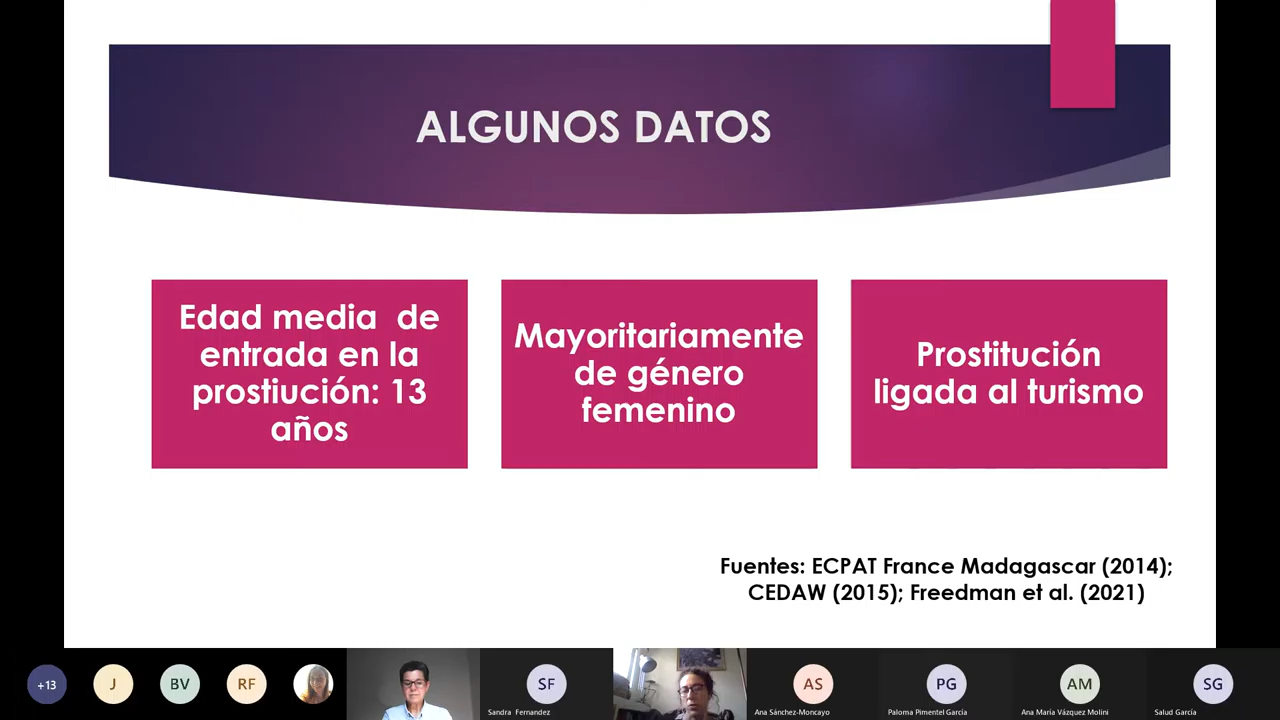 ALGUNOS DATOS
Edad media de
entrada en la
prostiución: 13
años
Mayoritariamente
de género
femenino
Prostitución
ligada al turismo
Fuentes: ECPAT France Madagascar (2014);
CEDAW (2015); Freedman et al. (2021)
+13
J
BV
RF
SF
Sandra Fernandez
AS
Ana Sánchez-Moncayo
PG
Paloma Pimentel García
AM
Ana María Vázquez Molini
SG
Salud García